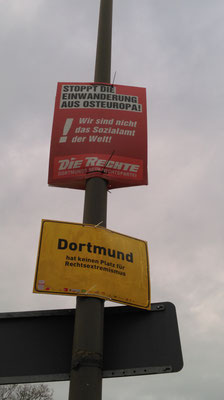 STOPPT DIE
EINWANDERUNG
AUS OSTEUROPA!
! Wir sind nicht
das Sozialamt
der Welt!
DIE RECHTE
Dortmund
hat keinen Platz für
Rechtsextremismus